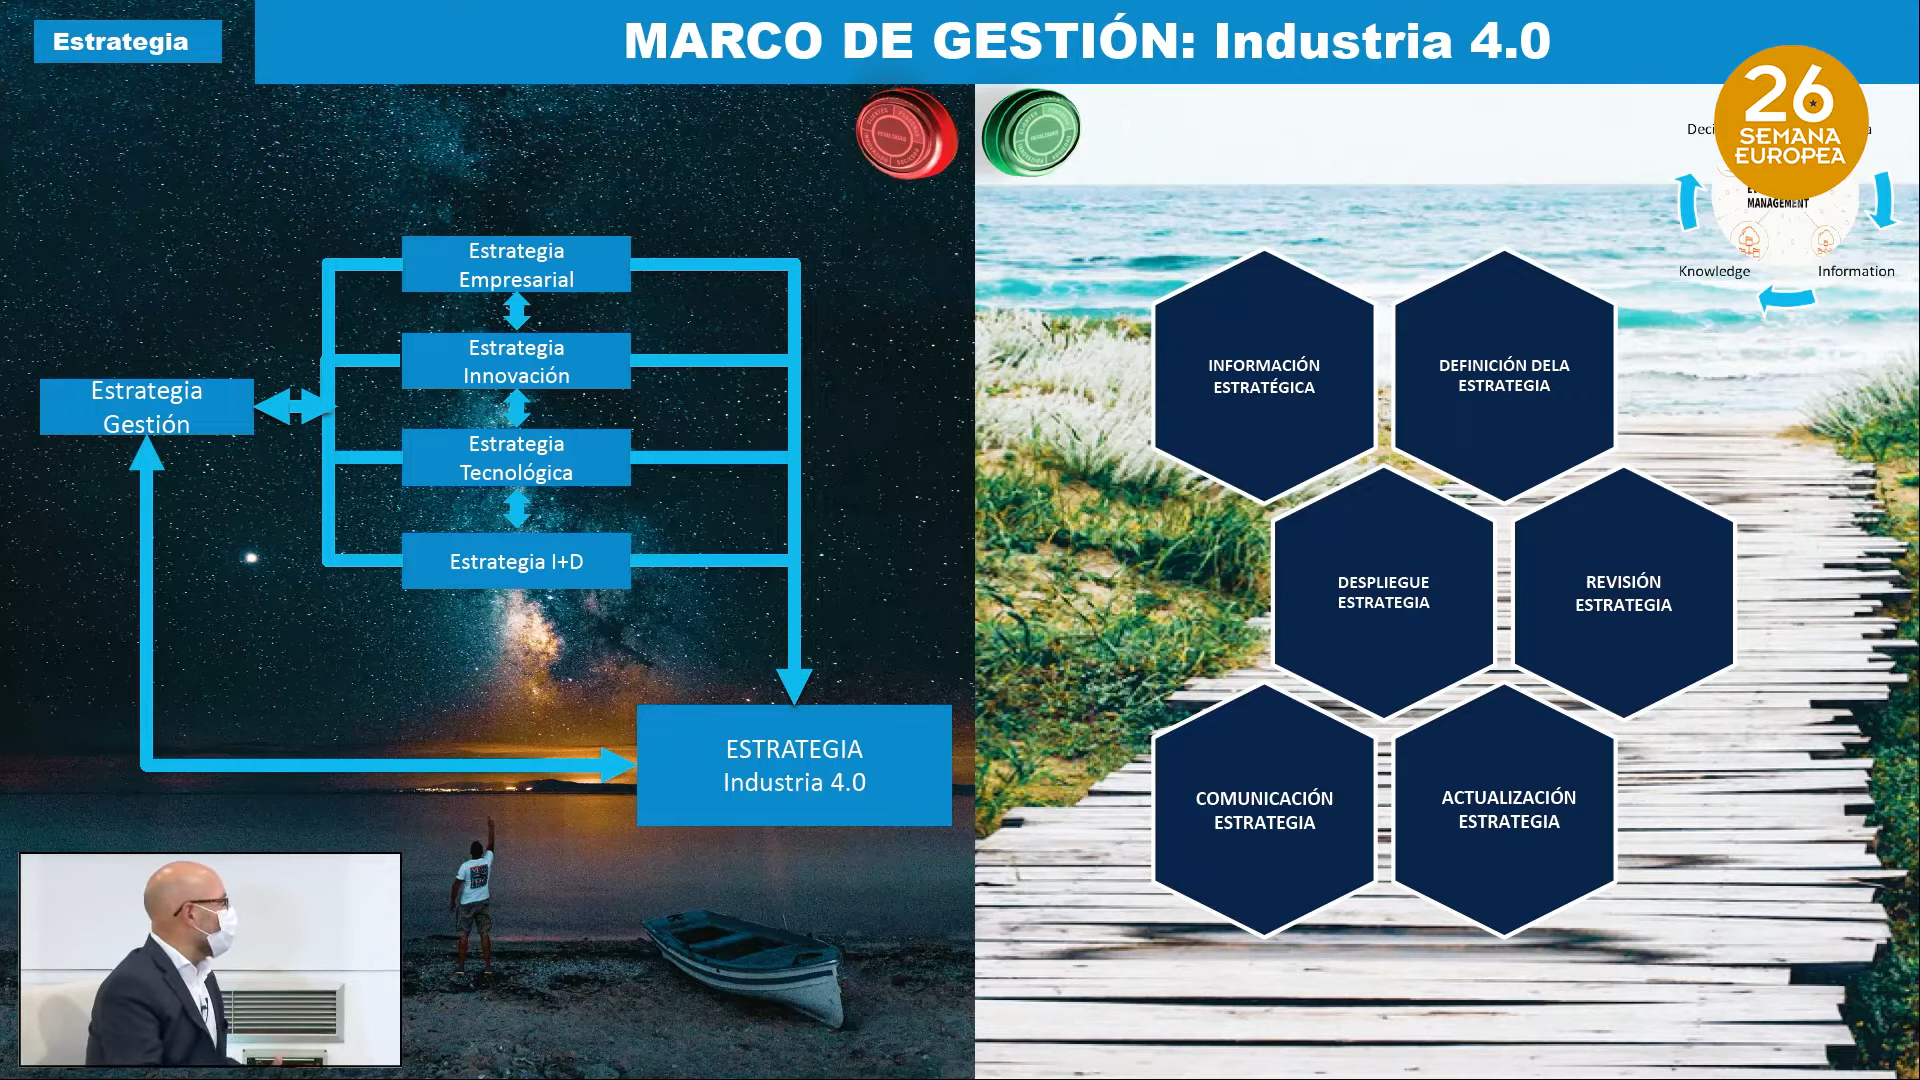 Estrategia
MARCO DE GESTIÓN: Industria 4.0
26
SEMANA
EUROPEA
MANAGEMENT
Knowledge
Information
Estrategia
Empresarial
Estrategia
Innovación
Estrategia
Gestión
Estrategia
Tecnológica
Estrategia I+D
ESTRATEGIA
Industria 4.0
INFORMACIÓN
ESTRATÉGICA
DEFINICIÓN DELA
ESTRATEGIA
DESPLIEGUE
ESTRATEGIA
REVISIÓN
ESTRATEGIA
COMUNICACIÓN
ESTRATEGIA
ACTUALIZACIÓN
ESTRATEGIA